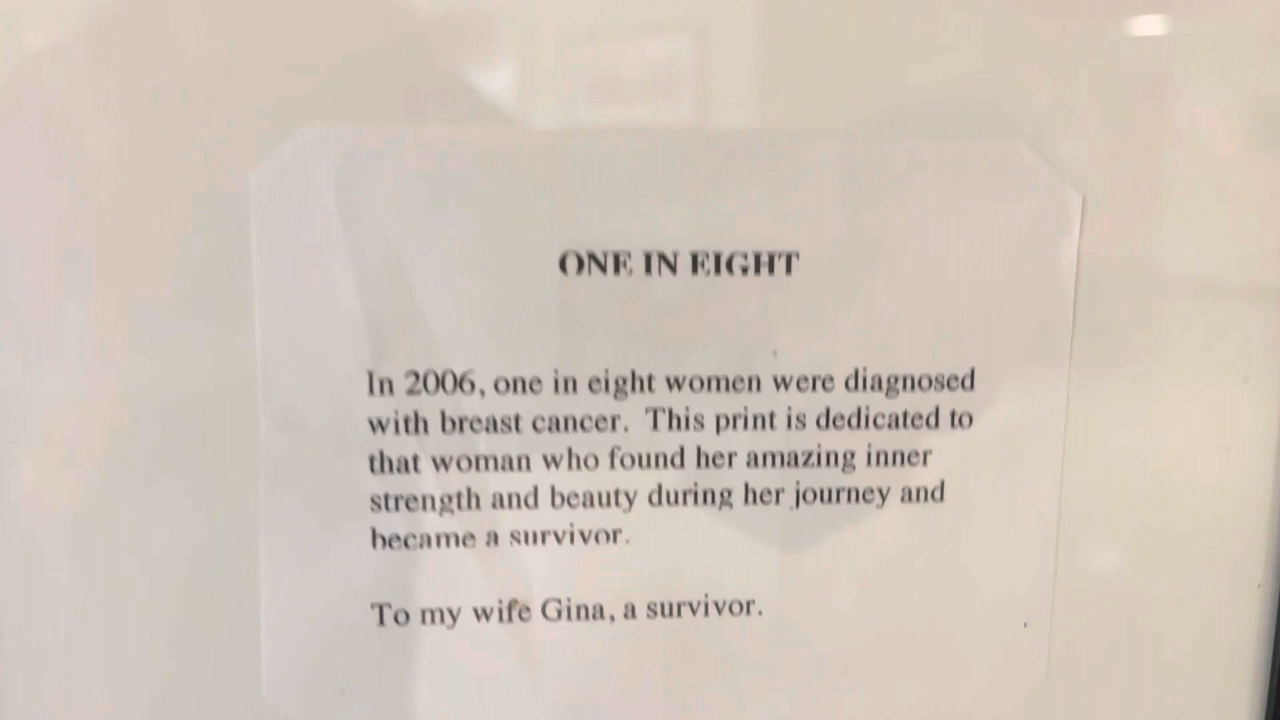 ONE IN EIGHT
In 2006, one in eight women were diagnosed
with breast cancer. This print is dedicated to
that woman who found her amazing inner
strength and beauty during her journey and
became a survivor.
To my wife Gina, a survivor.